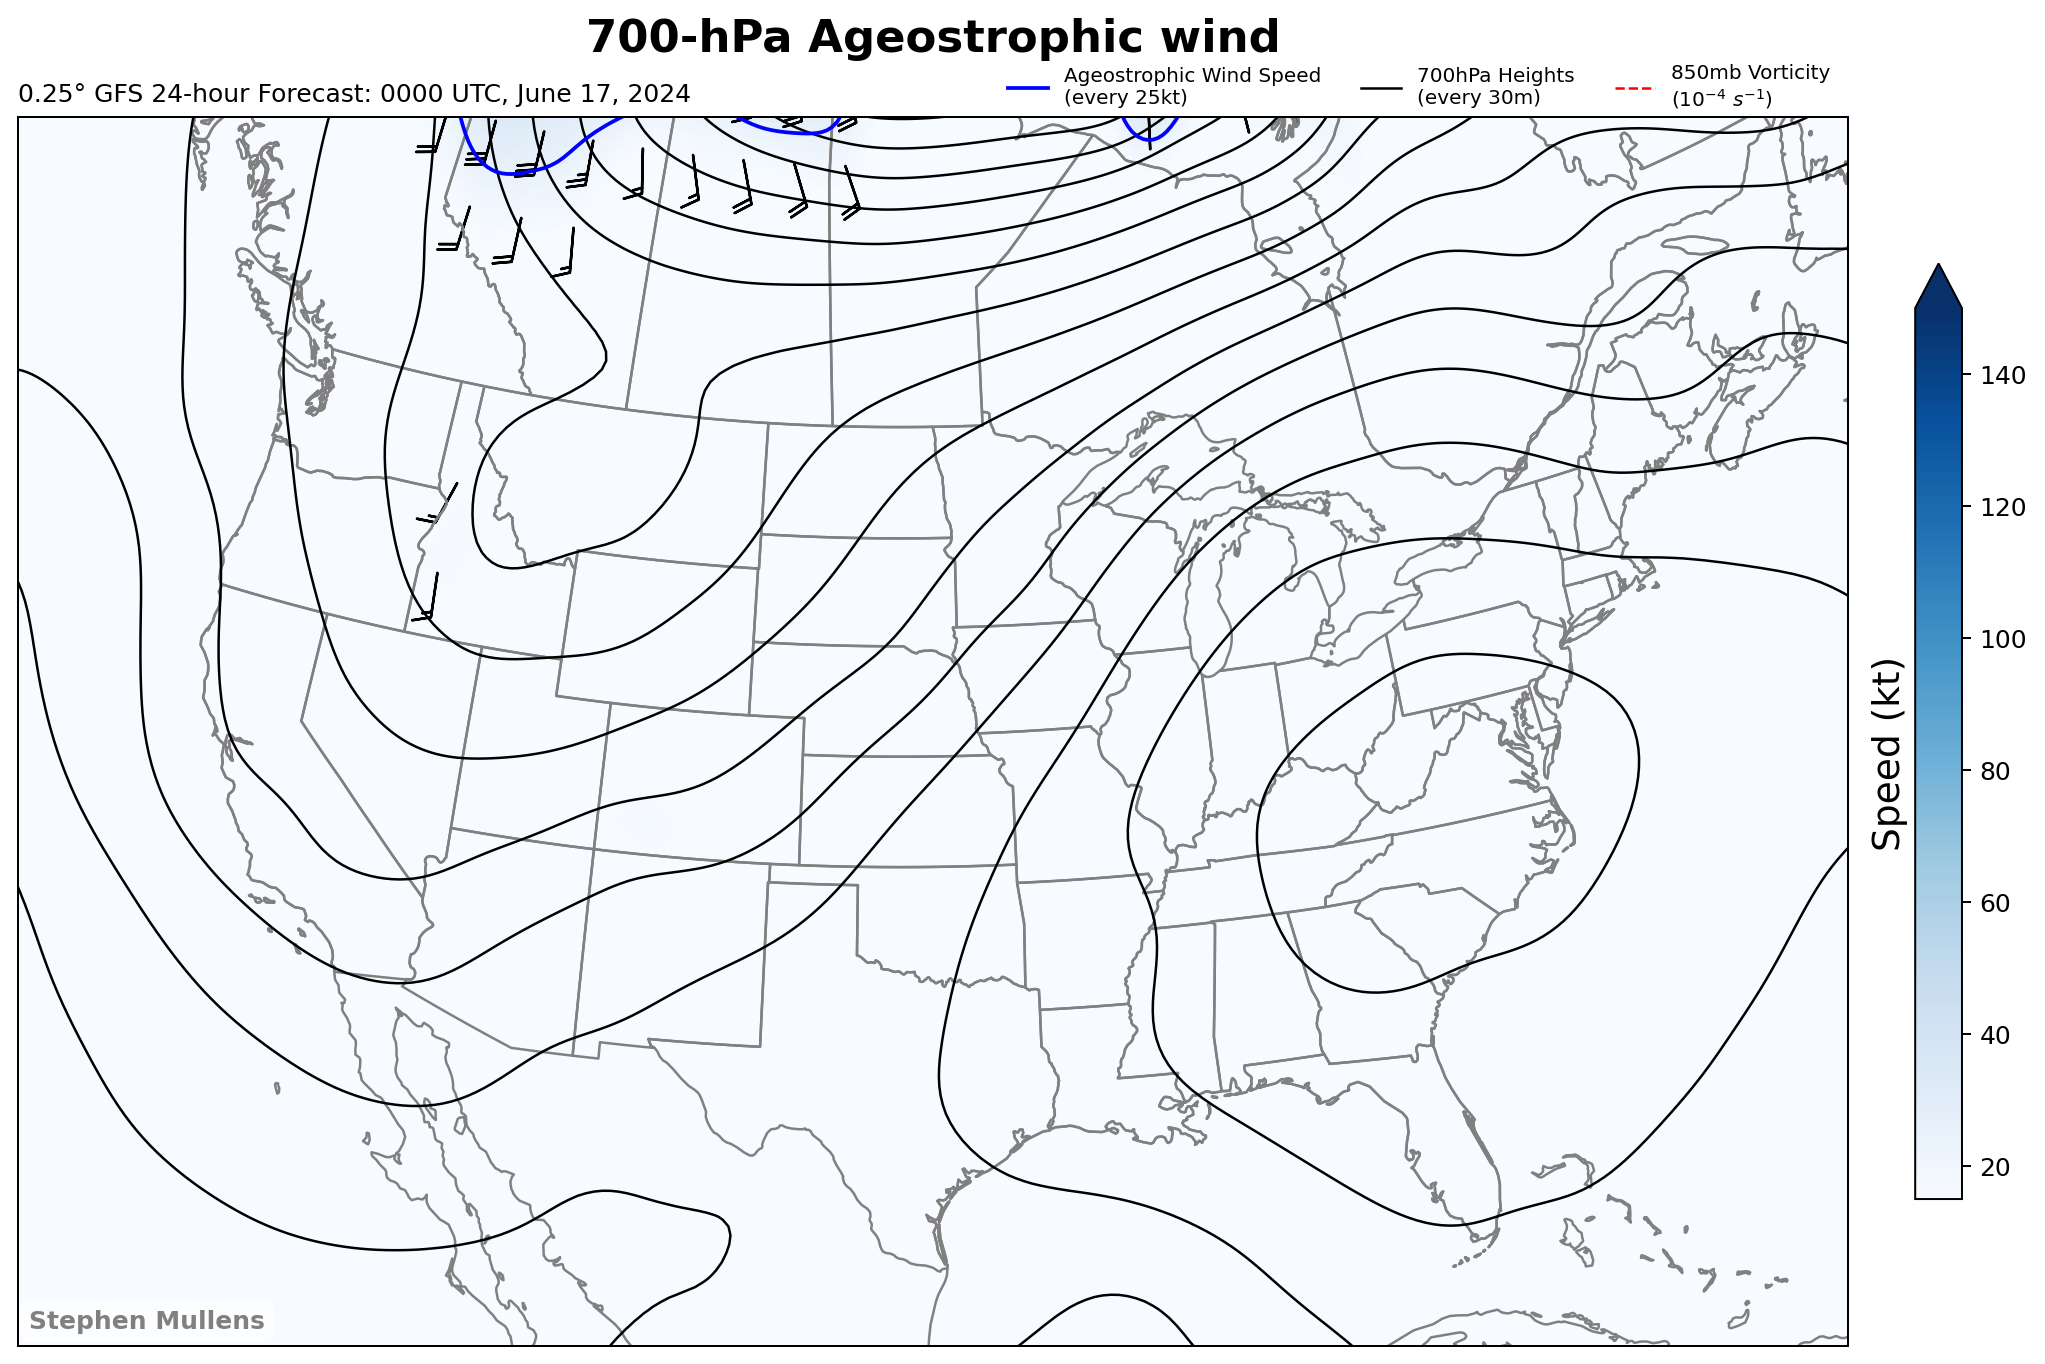 700-hPa Ageostrophic wind
0.25° GFS 24-hour Forecast: 0000 UTC, June 17, 2024
Ageostrophic Wind Speed
(every 25kt)
700hPa Heights
(every 30m)
850mb Vorticity
(10⁻⁴ s⁻¹)
140
120
100
80
60
40
20
Speed (kt)
Stephen Mullens